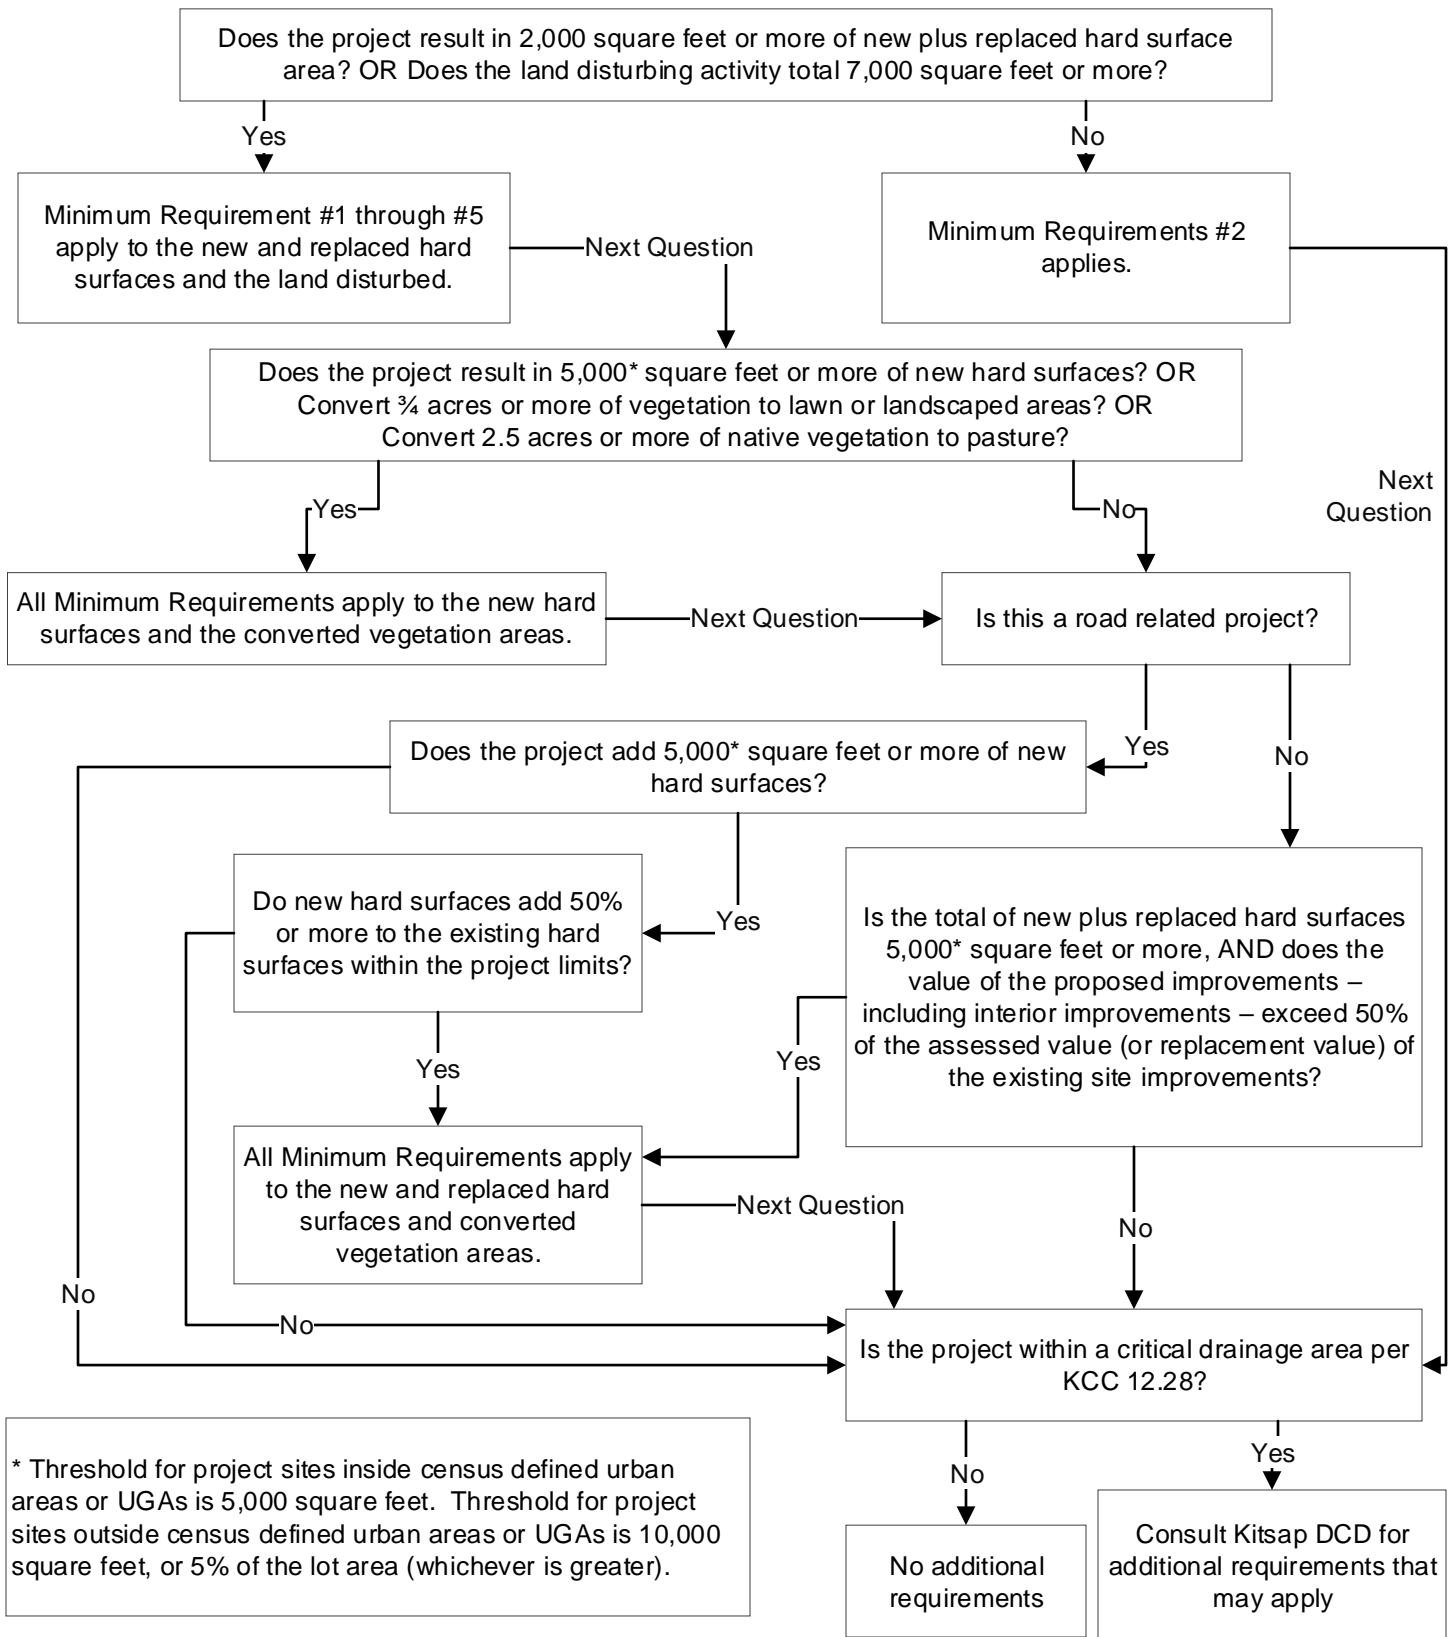 Does the project result in 2,000 square feet or more of new plus replaced hard surface
area? OR Does the land disturbing activity total 7,000 square feet or more?
Yes
No
Minimum Requirement #1 through #5
apply to the new and replaced hard
surfaces and the land disturbed.
Next Question
Minimum Requirements #2
applies.
Does the project result in 5,000* square feet or more of new hard surfaces? OR
Convert ¾ acres or more of vegetation to lawn or landscaped areas? OR
Convert 2.5 acres or more of native vegetation to pasture?
Next
Question
Yes
No
All Minimum Requirements apply to the new hard
surfaces and the converted vegetation areas.
Next Question
Is this a road related project?
Yes
No
Does the project add 5,000* square feet or more of new
hard surfaces?
Yes
Do new hard surfaces add 50%
or more to the existing hard
surfaces within the project limits?
Is the total of new plus replaced hard surfaces
5,000* square feet or more, AND does the
value of the proposed improvements –
including interior improvements – exceed 50%
of the assessed value (or replacement value) of
the existing site improvements?
Yes
Yes
All Minimum Requirements apply
to the new and replaced hard
surfaces and converted
vegetation areas.
Next Question
No
No
No
Is the project within a critical drainage area per
KCC 12.28?
No
Yes
* Threshold for project sites inside census defined urban
areas or UGAs is 5,000 square feet. Threshold for project
sites outside census defined urban areas or UGAs is 10,000
square feet, or 5% of the lot area (whichever is greater).
No additional
requirements
Consult Kitsap DCD for
additional requirements that
may apply